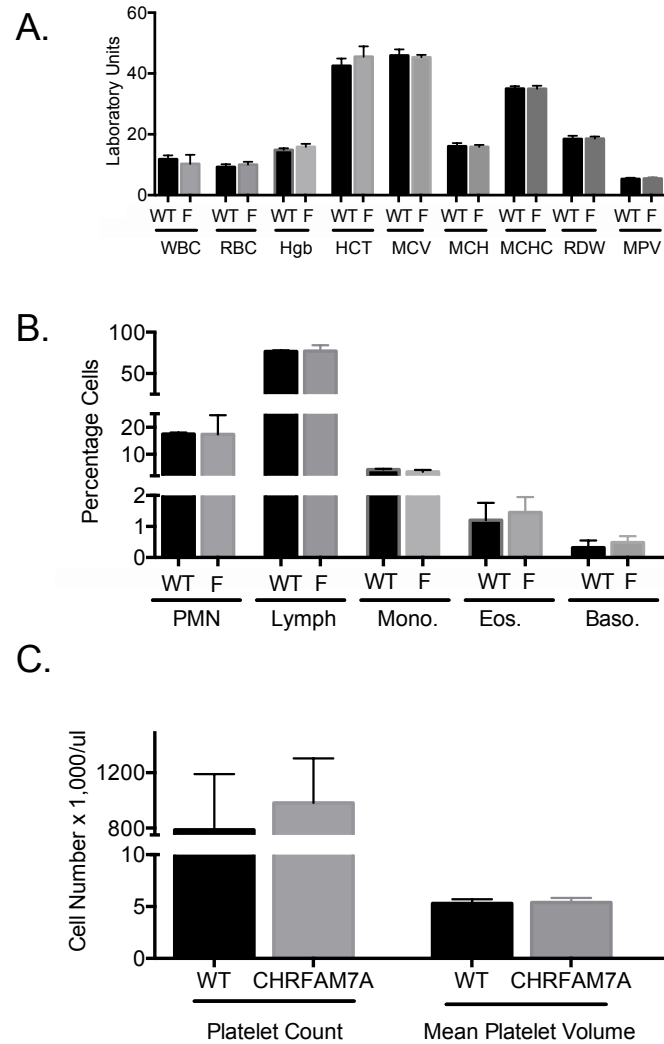 A.
Laboratory Units
60
40
20
0
WT F WT F WT F WT F WT F WT F WT F WT F WT F
WBC RBC Hgb HCT MCV MCH MCHC RDW MPV
B.
Percentage Cells
100
50
20
10
2
1
0
WT F WT F WT F WT F WT F
PMN Lymph Mono. Eos. Baso.
C.
Cell Number x 1,000/ul
1200
800
10
5
0
WT CHRFAM7A WT CHRFAM7A
Platelet Count Mean Platelet Volume